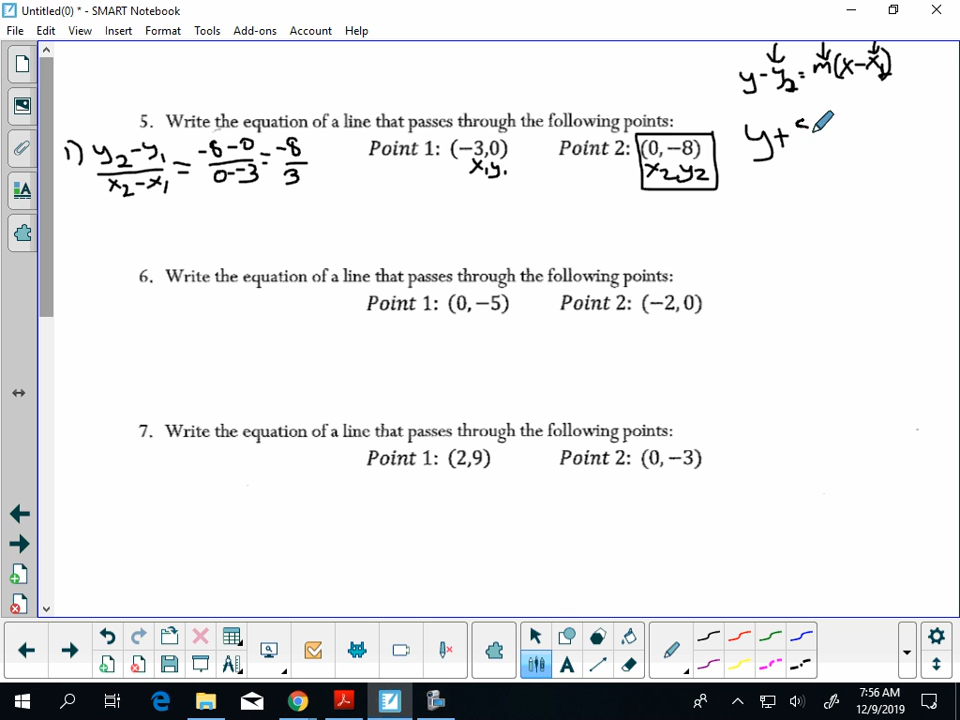 Untitled(0) * - SMART Notebook
File Edit View Insert Format Tools Add-ons Account Help
y - y₂ = m(x - x₂)
5. Write the equation of a line that passes through the following points:
1) y₂ - y₁ / x₂ - x₁ = -8 - 0 / 0 - -3 = -8 / 3
Point 1: (−3,0) Point 2: (0,−8)
x₁ y₁ x₂ y₂
y +
6. Write the equation of a line that passes through the following points:
Point 1: (0,−5) Point 2: (−2,0)
7. Write the equation of a line that passes through the following points:
Point 1: (2,9) Point 2: (0,−3)
7:56 AM
12/9/2019